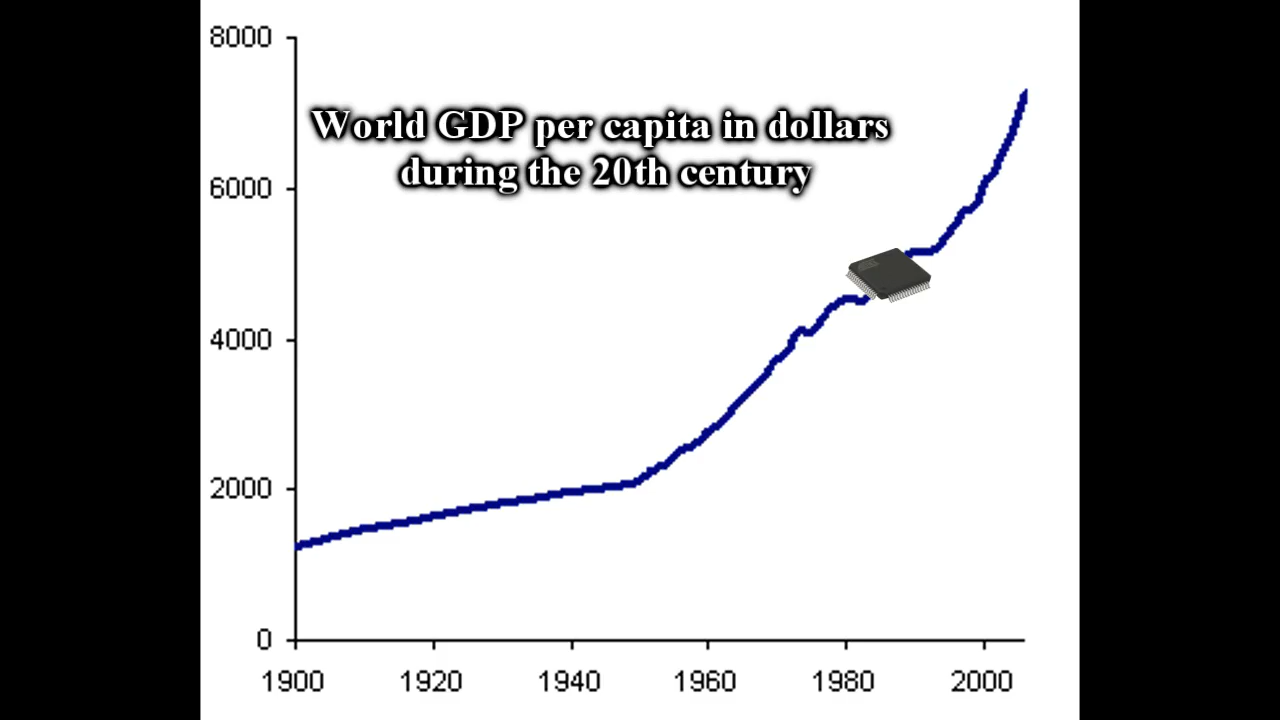 8000
World GDP per capita in dollars
during the 20th century
6000
4000
2000
0
1900 1920 1940 1960 1980 2000